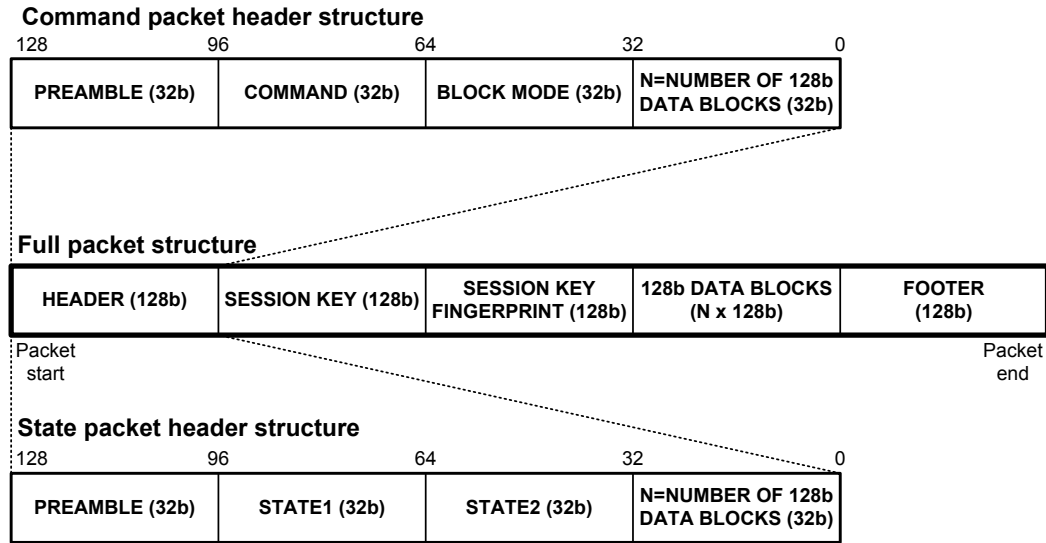 Command packet header structure
128 96 64 32 0
PREAMBLE (32b) COMMAND (32b) BLOCK MODE (32b) N=NUMBER OF 128b
DATA BLOCKS (32b)
Full packet structure
HEADER (128b) SESSION KEY (128b) SESSION KEY
FINGERPRINT (128b) 128b DATA BLOCKS
(N x 128b) FOOTER
(128b)
Packet
start
Packet
end
State packet header structure
128 96 64 32 0
PREAMBLE (32b) STATE1 (32b) STATE2 (32b) N=NUMBER OF 128b
DATA BLOCKS (32b)